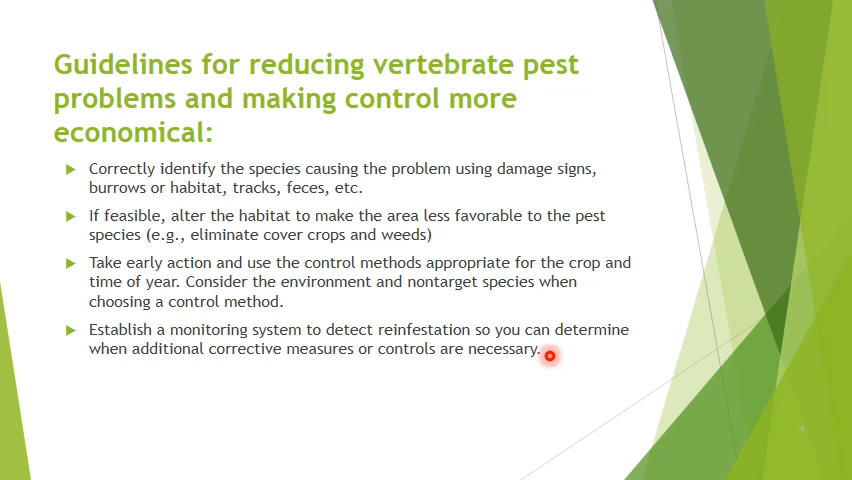 Guidelines for reducing vertebrate pest
problems and making control more
economical:
Correctly identify the species causing the problem using damage signs,
burrows or habitat, tracks, feces, etc.
If feasible, alter the habitat to make the area less favorable to the pest
species (e.g., eliminate cover crops and weeds)
Take early action and use the control methods appropriate for the crop and
time of year. Consider the environment and nontarget species when
choosing a control method.
Establish a monitoring system to detect reinfestation so you can determine
when additional corrective measures or controls are necessary.